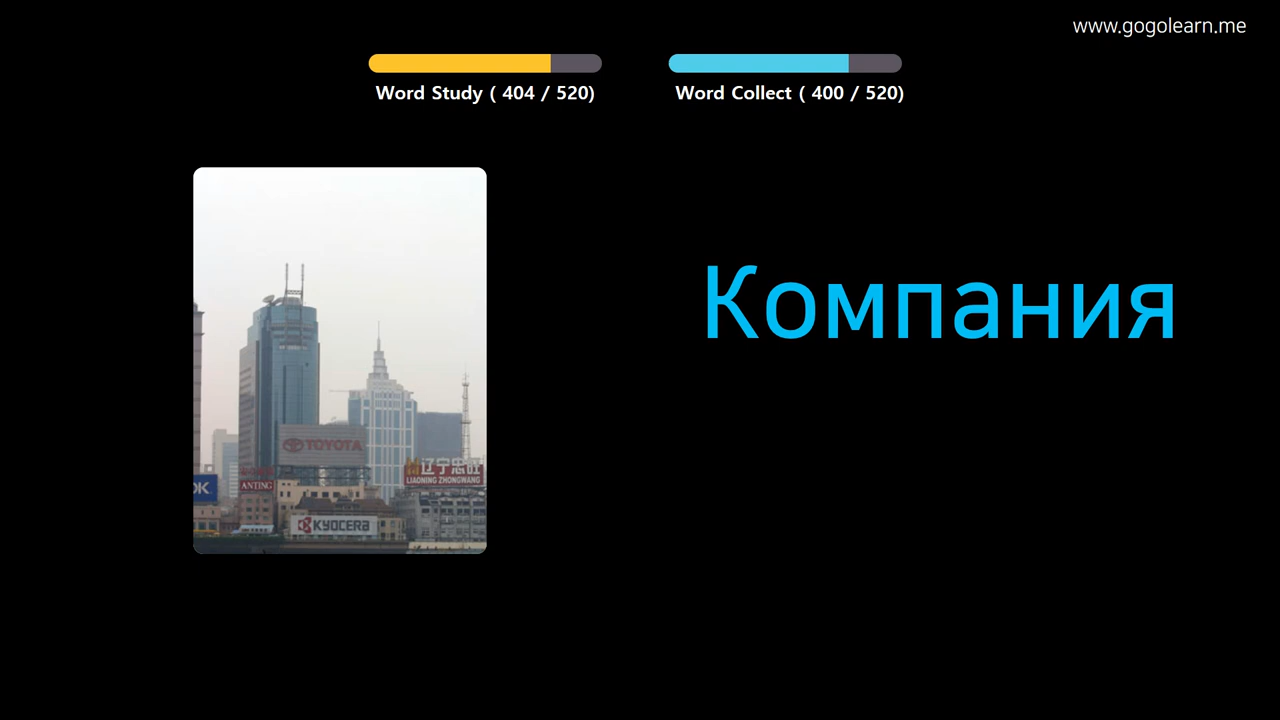 www.gogolearn.me
Word Study ( 404 / 520)
Word Collect ( 400 / 520)
Компания
TOYOTA
辽宁忠旺
LIAONING ZHONGWANG
OK
ANTING
KYOCERA